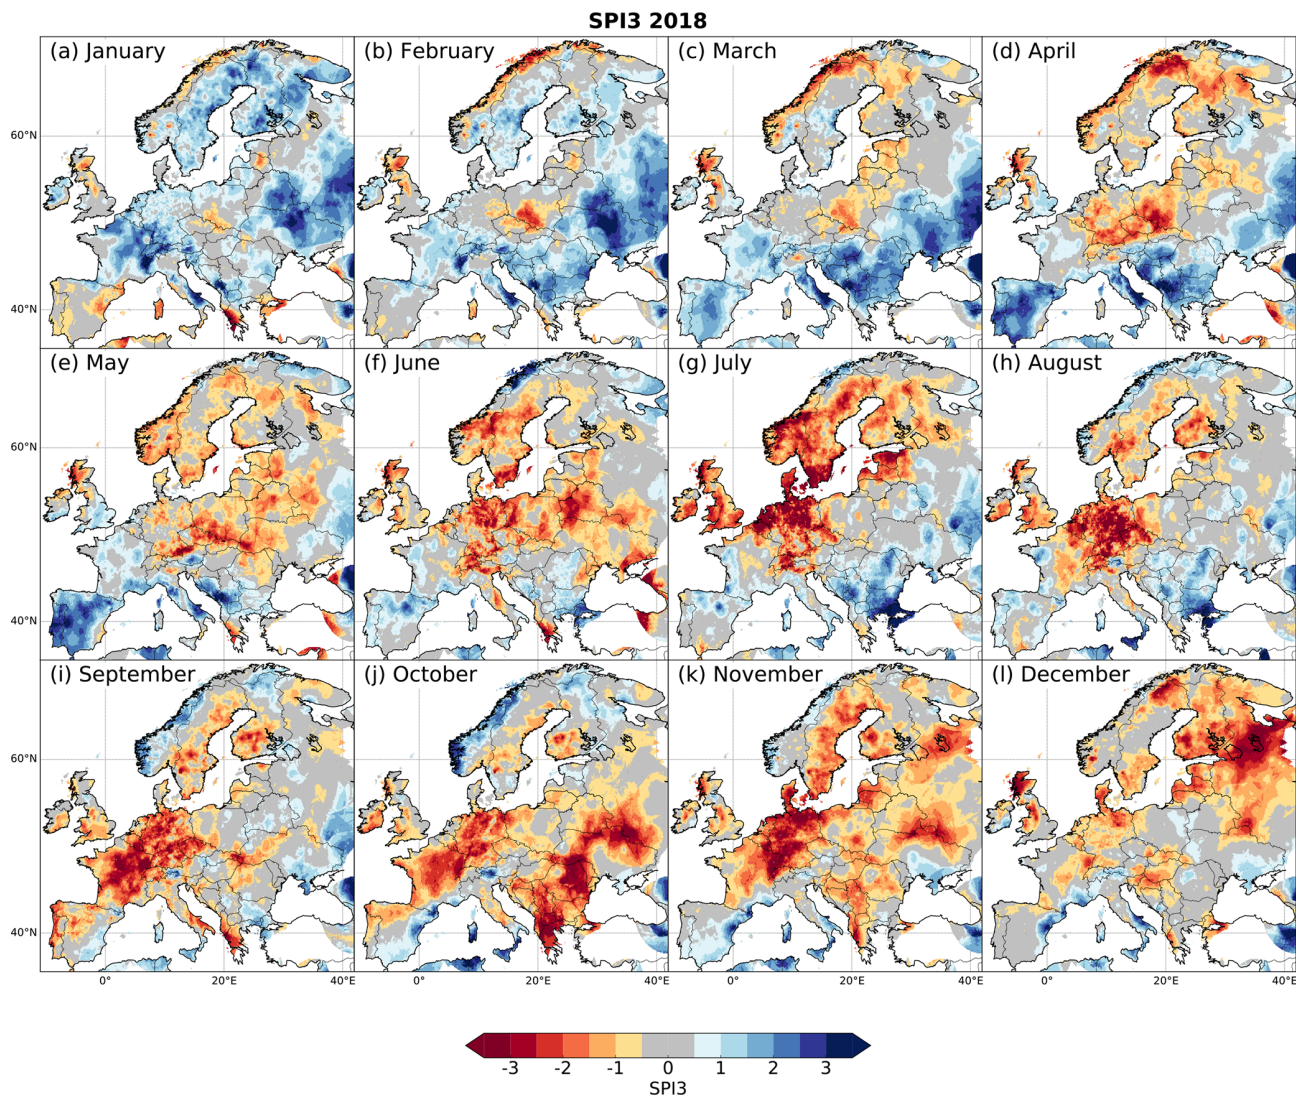 SPI3 2018
(a) January
(b) February
(c) March
(d) April
60°N
40°N
(e) May
(f) June
(g) July
(h) August
60°N
40°N
(i) September
(j) October
(k) November
(l) December
60°N
40°N
0° 20°E 40°E 0° 20°E 40°E 0° 20°E 40°E 0° 20°E 40°E
-3 -2 -1 0 1 2 3
SPI3